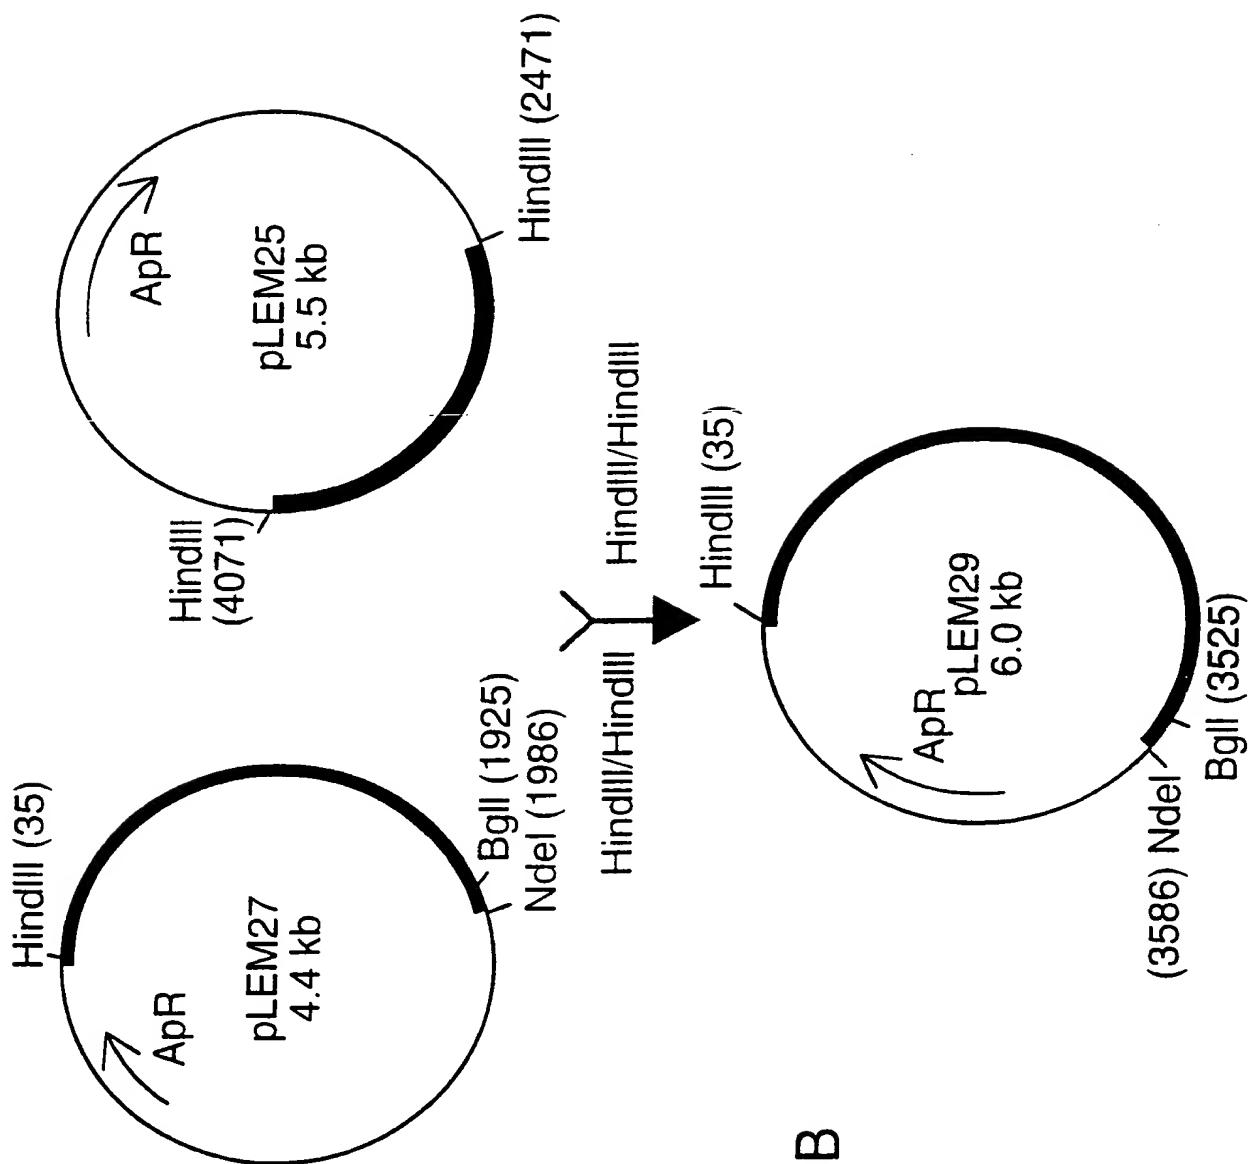 HindIII (35)
ApR
pLEM27
4.4 kb
BglI (1925)
NdeI (1986)
HindIII
(4071)
ApR
pLEM25
5.5 kb
HindIII (2471)
HindIII/HindIII
HindIII/HindIII
B
HindIII (35)
ApR
pLEM29
6.0 kb
(3586) NdeI
BglI (3525)